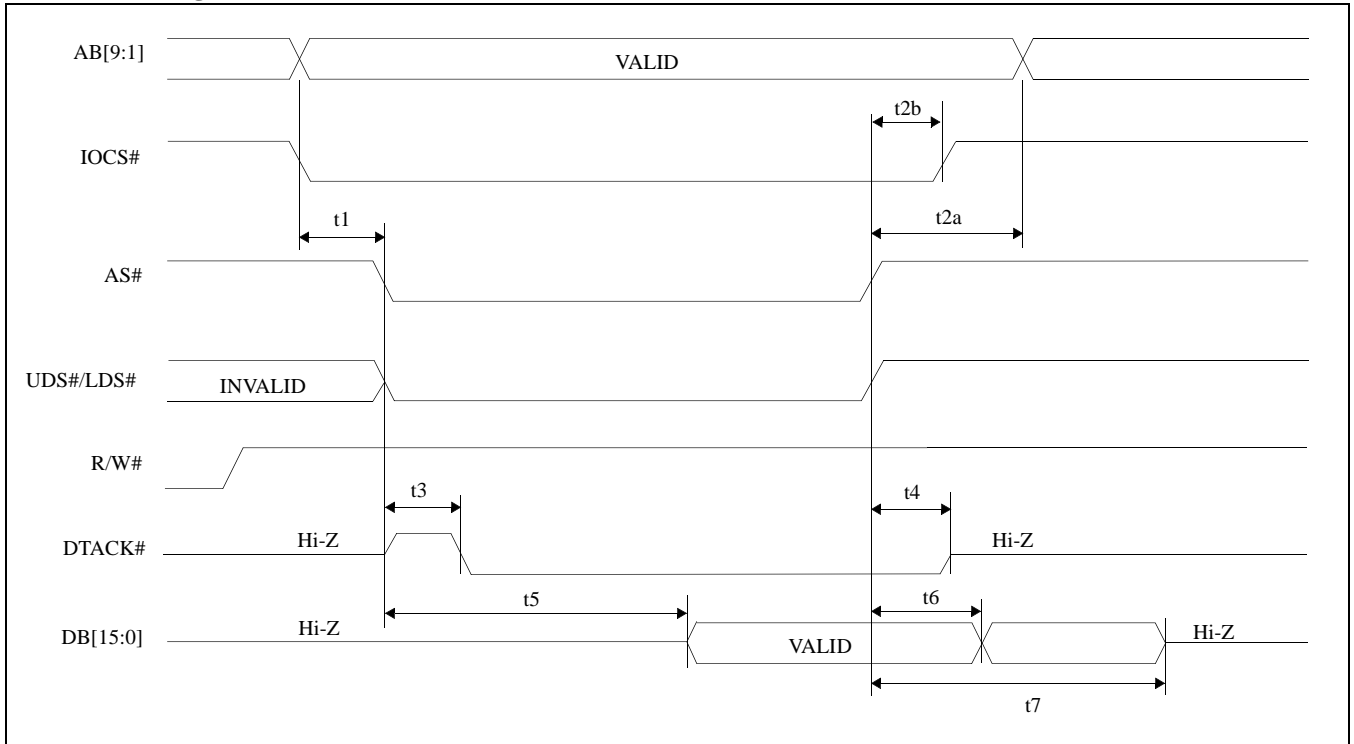 AB[9:1]
VALID
t2b
IOCS#
t1
t2a
AS#
UDS#/LDS#
INVALID
R/W#
t3
t4
DTACK#
Hi-Z
Hi-Z
t5
t6
DB[15:0]
Hi-Z
VALID
Hi-Z
t7